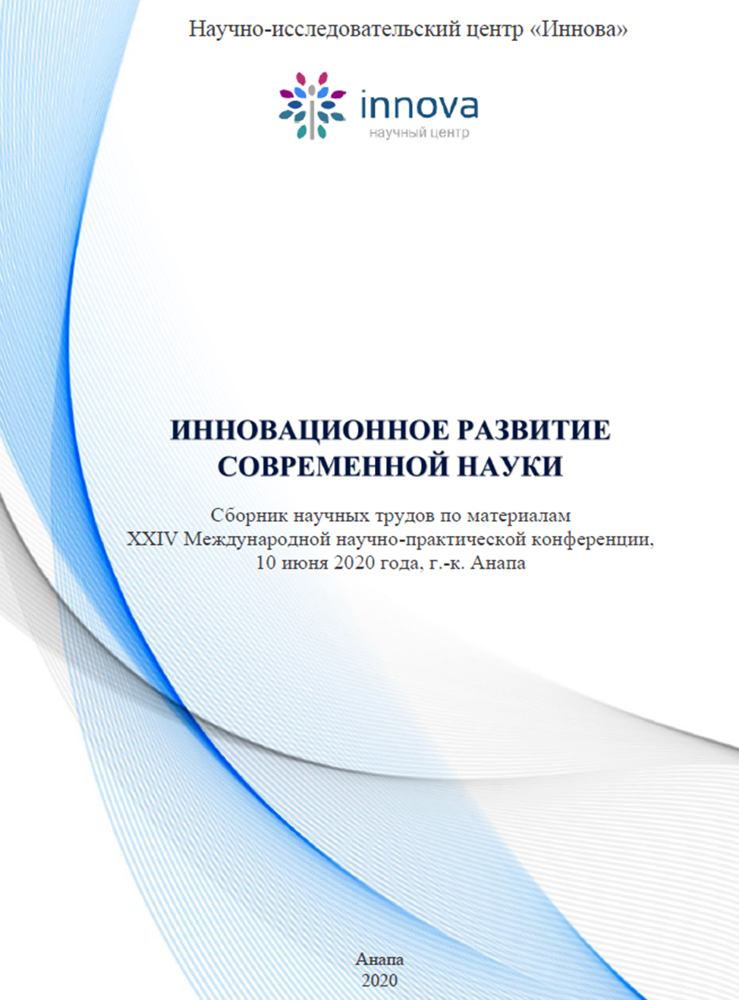 Научно-исследовательский центр «Иннова»
innova
научный центр
ИННОВАЦИОННОЕ РАЗВИТИЕ
СОВРЕМЕННОЙ НАУКИ
Сборник научных трудов по материалам
XXIV Международной научно-практической конференции,
10 июня 2020 года, г.-к. Анапа
Анапа
2020